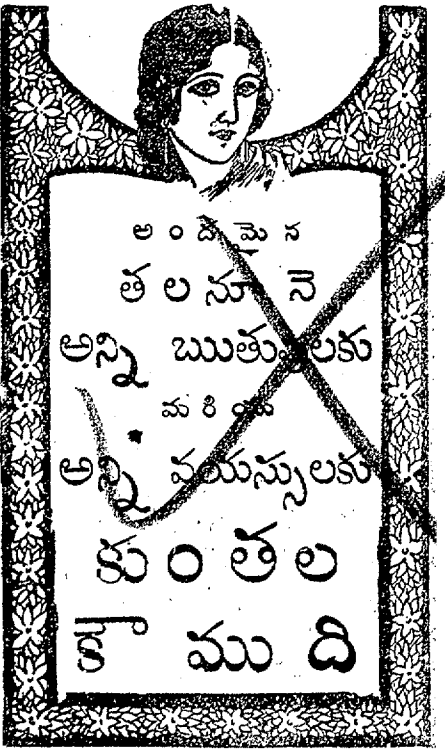 అందమైన
తలనూనె
అన్ని ఋతువులకు
మరియు
అన్ని వయస్సులకు
కుంతల
కౌముది